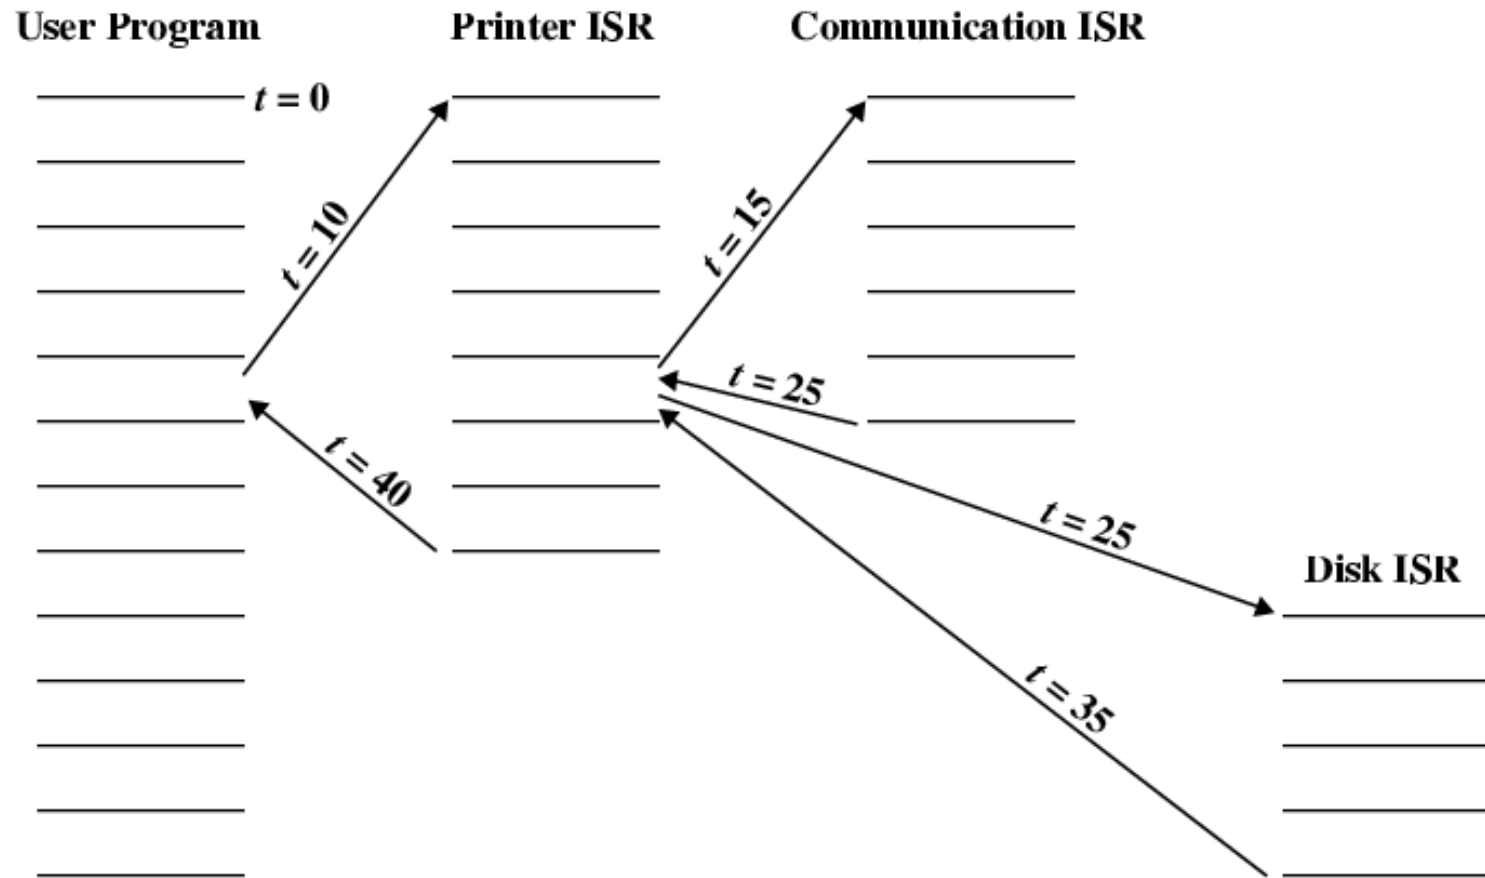 User Program
Printer ISR
Communication ISR
t = 0
t = 10
t = 15
t = 25
t = 40
t = 25
Disk ISR
t = 35